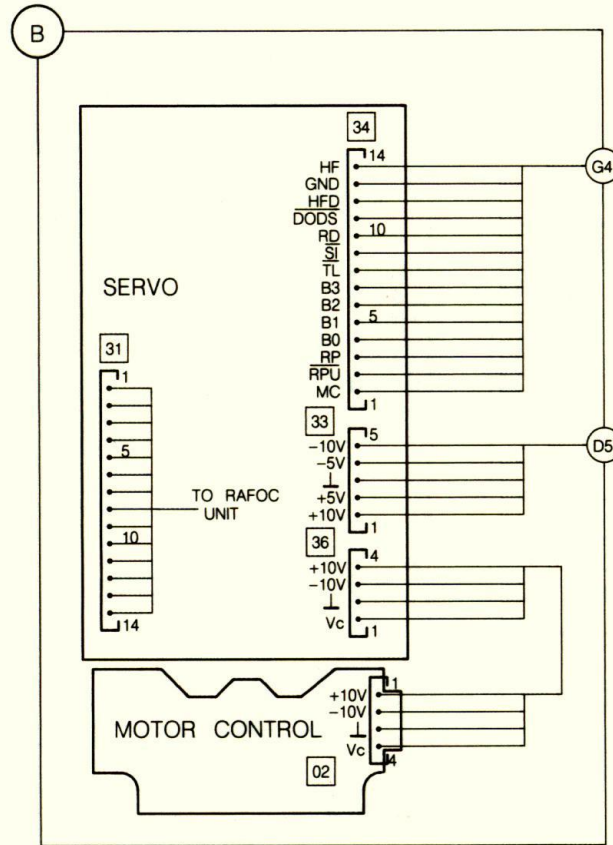 B
34
14
HF
G4
GND
HFD
DODS
RD
10
SI
TL
SERVO
B3
B2
B1
5
31
B0
1
RP
RPU
MC
1
33
5
-10V
D5
5
-5V
⊥
TO RAFOC
+5V
UNIT
+10V
1
10
36
4
+10V
-10V
⊥
14
Vc
1
1
+10V
-10V
MOTOR CONTROL
⊥
Vc
4
02